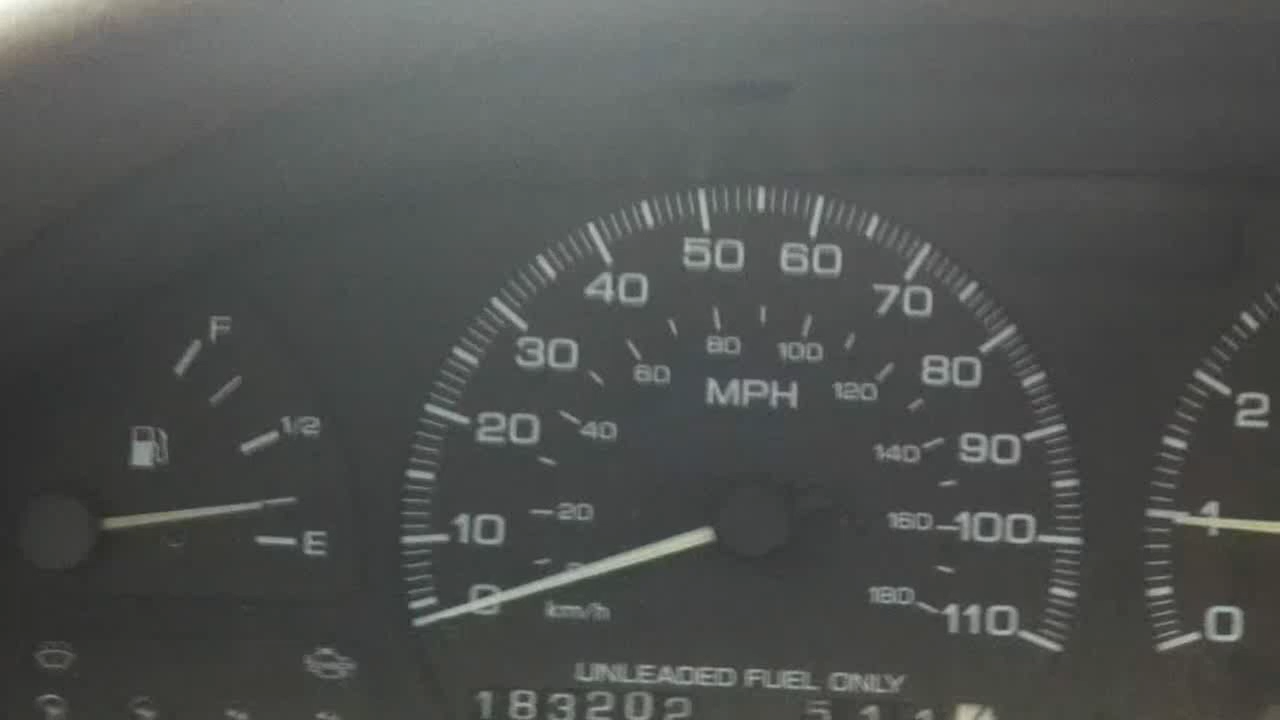 F
1/2
E
0 10 20 30 40 50 60 70 80 90 100 110
20 40 60 80 100 120 140 160 180
MPH
km/h
UNLEADED FUEL ONLY
183202
2
1
0